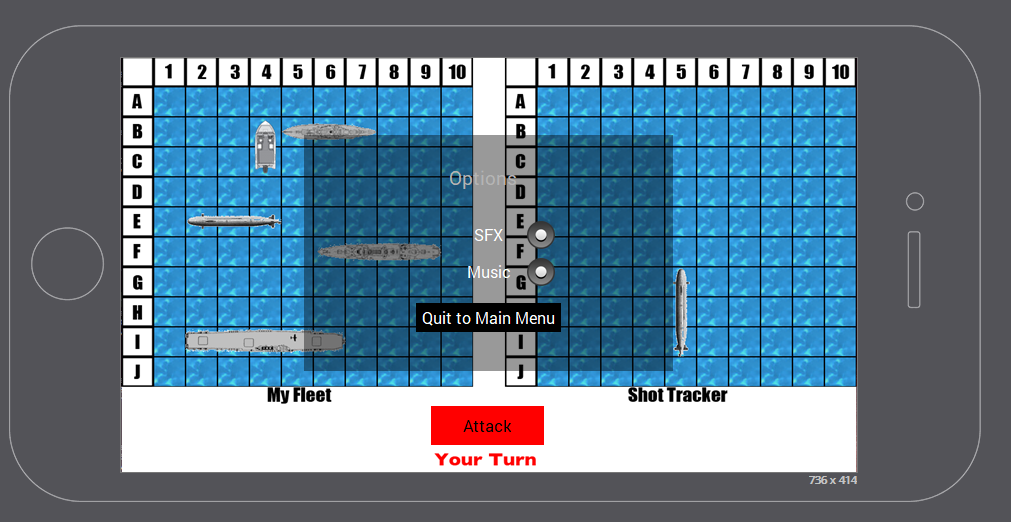 1 2 3 4 5 6 7 8 9 10
1 2 3 4 5 6 7 8 9 10
A
B
C
D
E
F
G
H
I
J
A
B
C
D
E
F
G
H
I
J
Options
SFX
Music
Quit to Main Menu
My Fleet
Shot Tracker
Attack
Your Turn
736 x 414